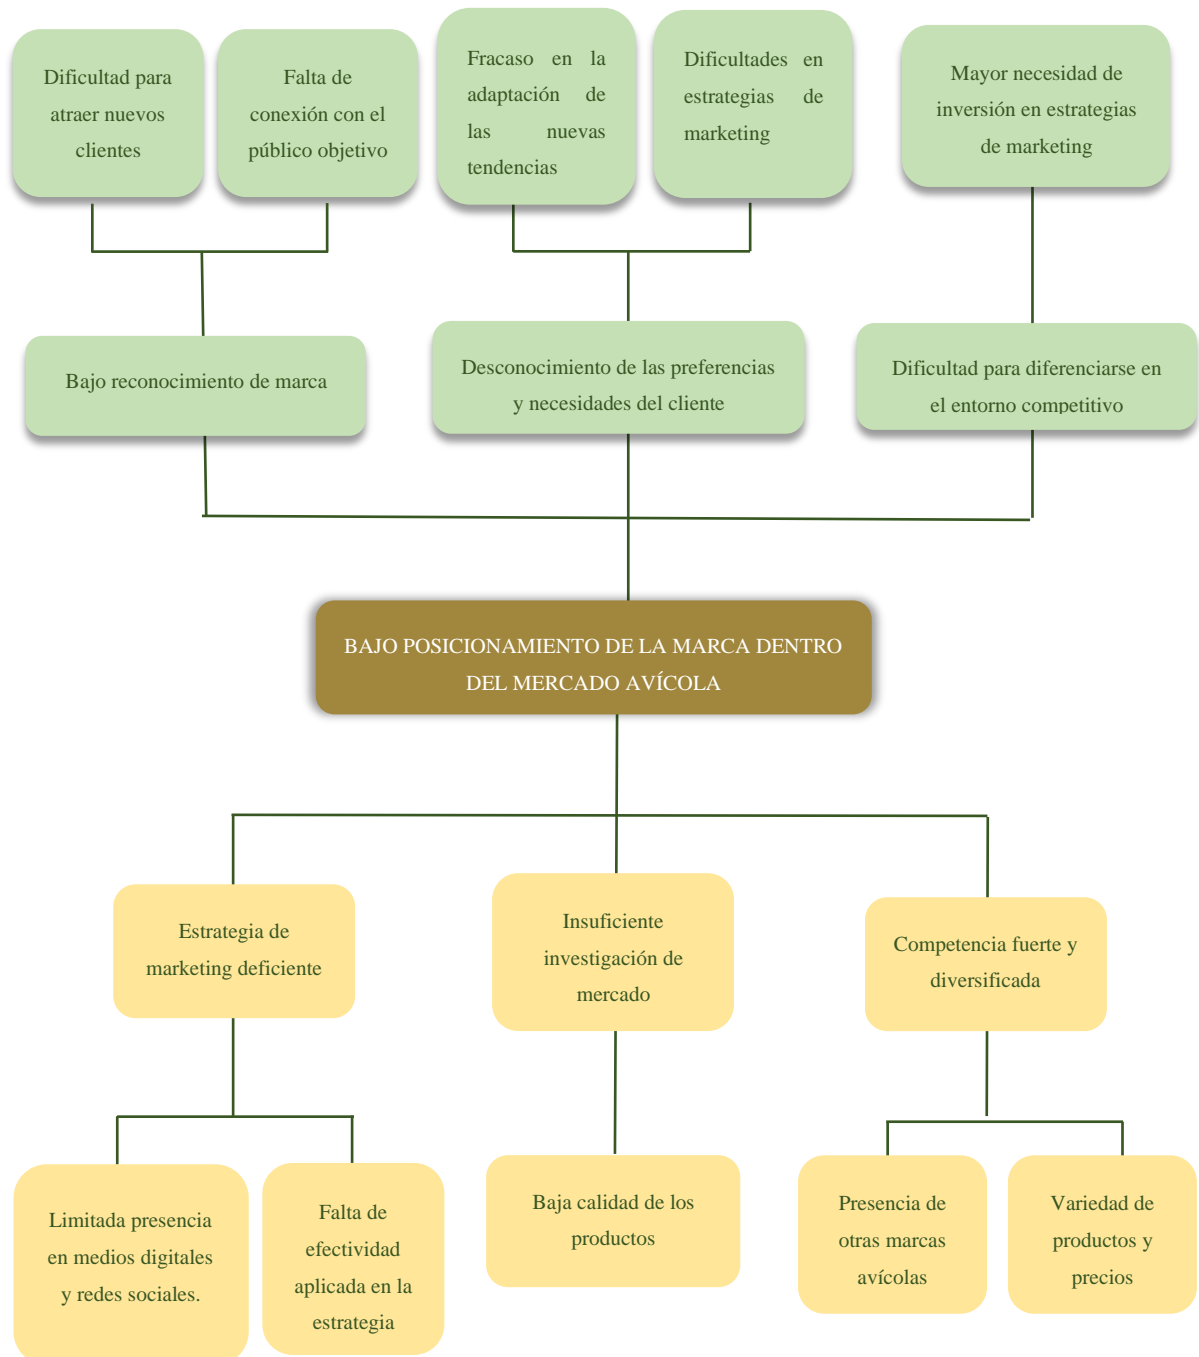 Dificultad para
atraer nuevos
clientes
Falta de
conexión con el
público objetivo
Fracaso en la
adaptación de
las nuevas
tendencias
Dificultades en
estrategias de
marketing
Mayor necesidad de
inversión en estrategias
de marketing
Bajo reconocimiento de marca
Desconocimiento de las preferencias
y necesidades del cliente
Dificultad para diferenciarse en
el entorno competitivo
BAJO POSICIONAMIENTO DE LA MARCA DENTRO
DEL MERCADO AVÍCOLA
Estrategia de
marketing deficiente
Insuficiente
investigación de
mercado
Competencia fuerte y
diversificada
Limitada presencia
en medios digitales
y redes sociales.
Falta de
efectividad
aplicada en la
estrategia
Baja calidad de los
productos
Presencia de
otras marcas
avícolas
Variedad de
productos y
precios